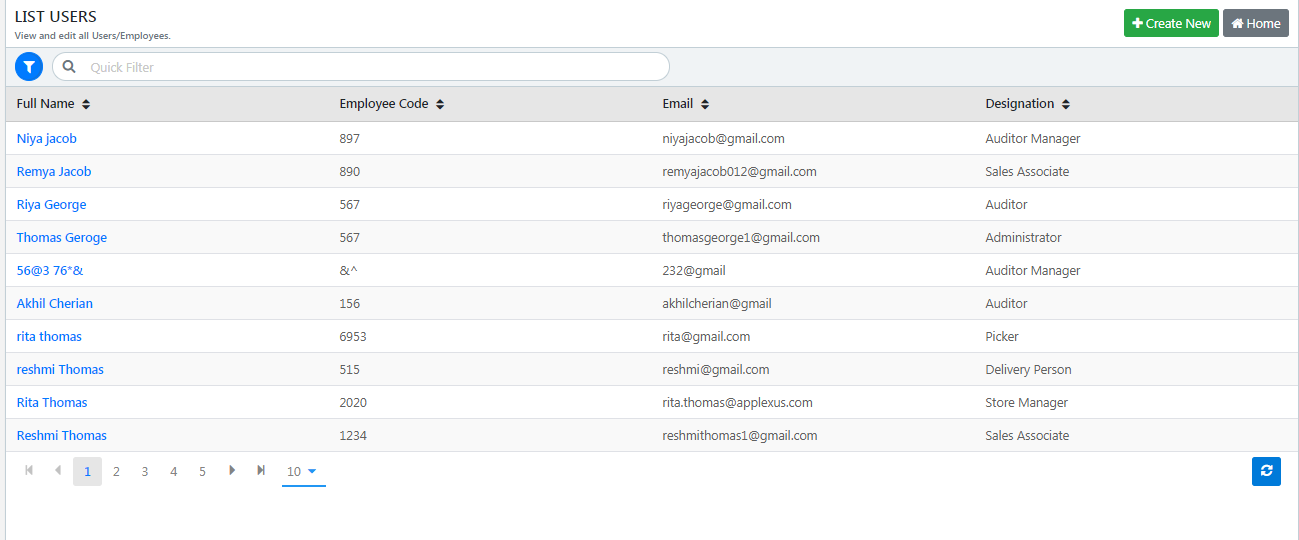 LIST USERS
View and edit all Users/Employees.
Create New Home
Quick Filter
Full Name Employee Code Email Designation
Niya jacob 897 niyajacob@gmail.com Auditor Manager
Remya Jacob 890 remyajacob012@gmail.com Sales Associate
Riya George 567 riyageorge@gmail.com Auditor
Thomas Geroge 567 thomasgeorge1@gmail.com Administrator
56@3 76*& &^ 232@gmail Auditor Manager
Akhil Cherian 156 akhilcherian@gmail Auditor
rita thomas 6953 rita@gmail.com Picker
reshmi Thomas 515 reshmi@gmail.com Delivery Person
Rita Thomas 2020 rita.thomas@applexus.com Store Manager
Reshmi Thomas 1234 reshmithomas1@gmail.com Sales Associate
1 2 3 4 5 10